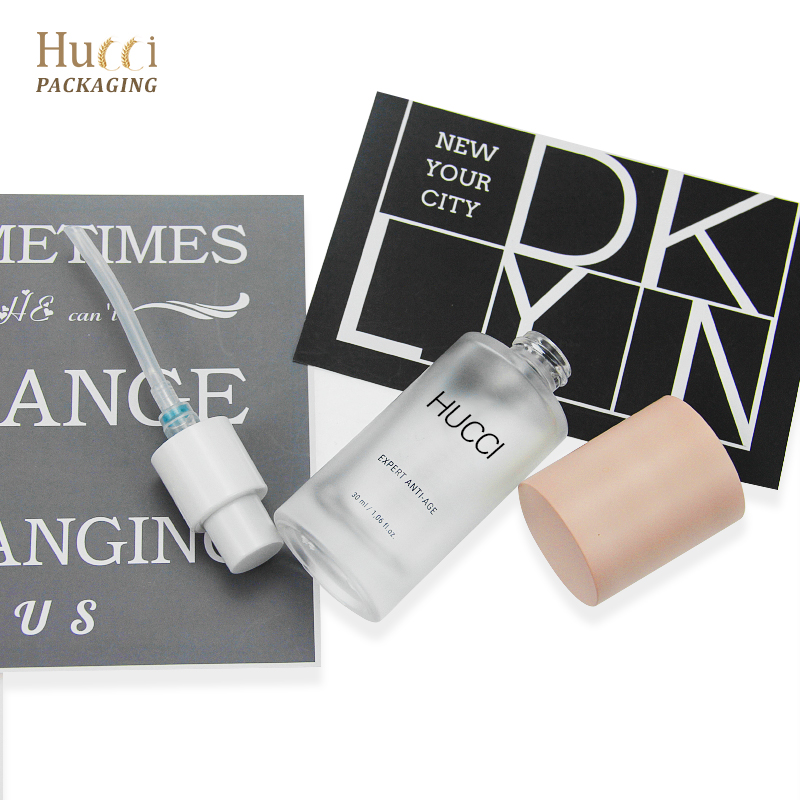 Hucci
PACKAGING
NEW
YOUR
CITY
DK
LYN
METIMES
HE can't
ANGE
ANGING
US
HUCCI
EXPERT ANTI-AGE
30 ml / 1.06 fl.oz.